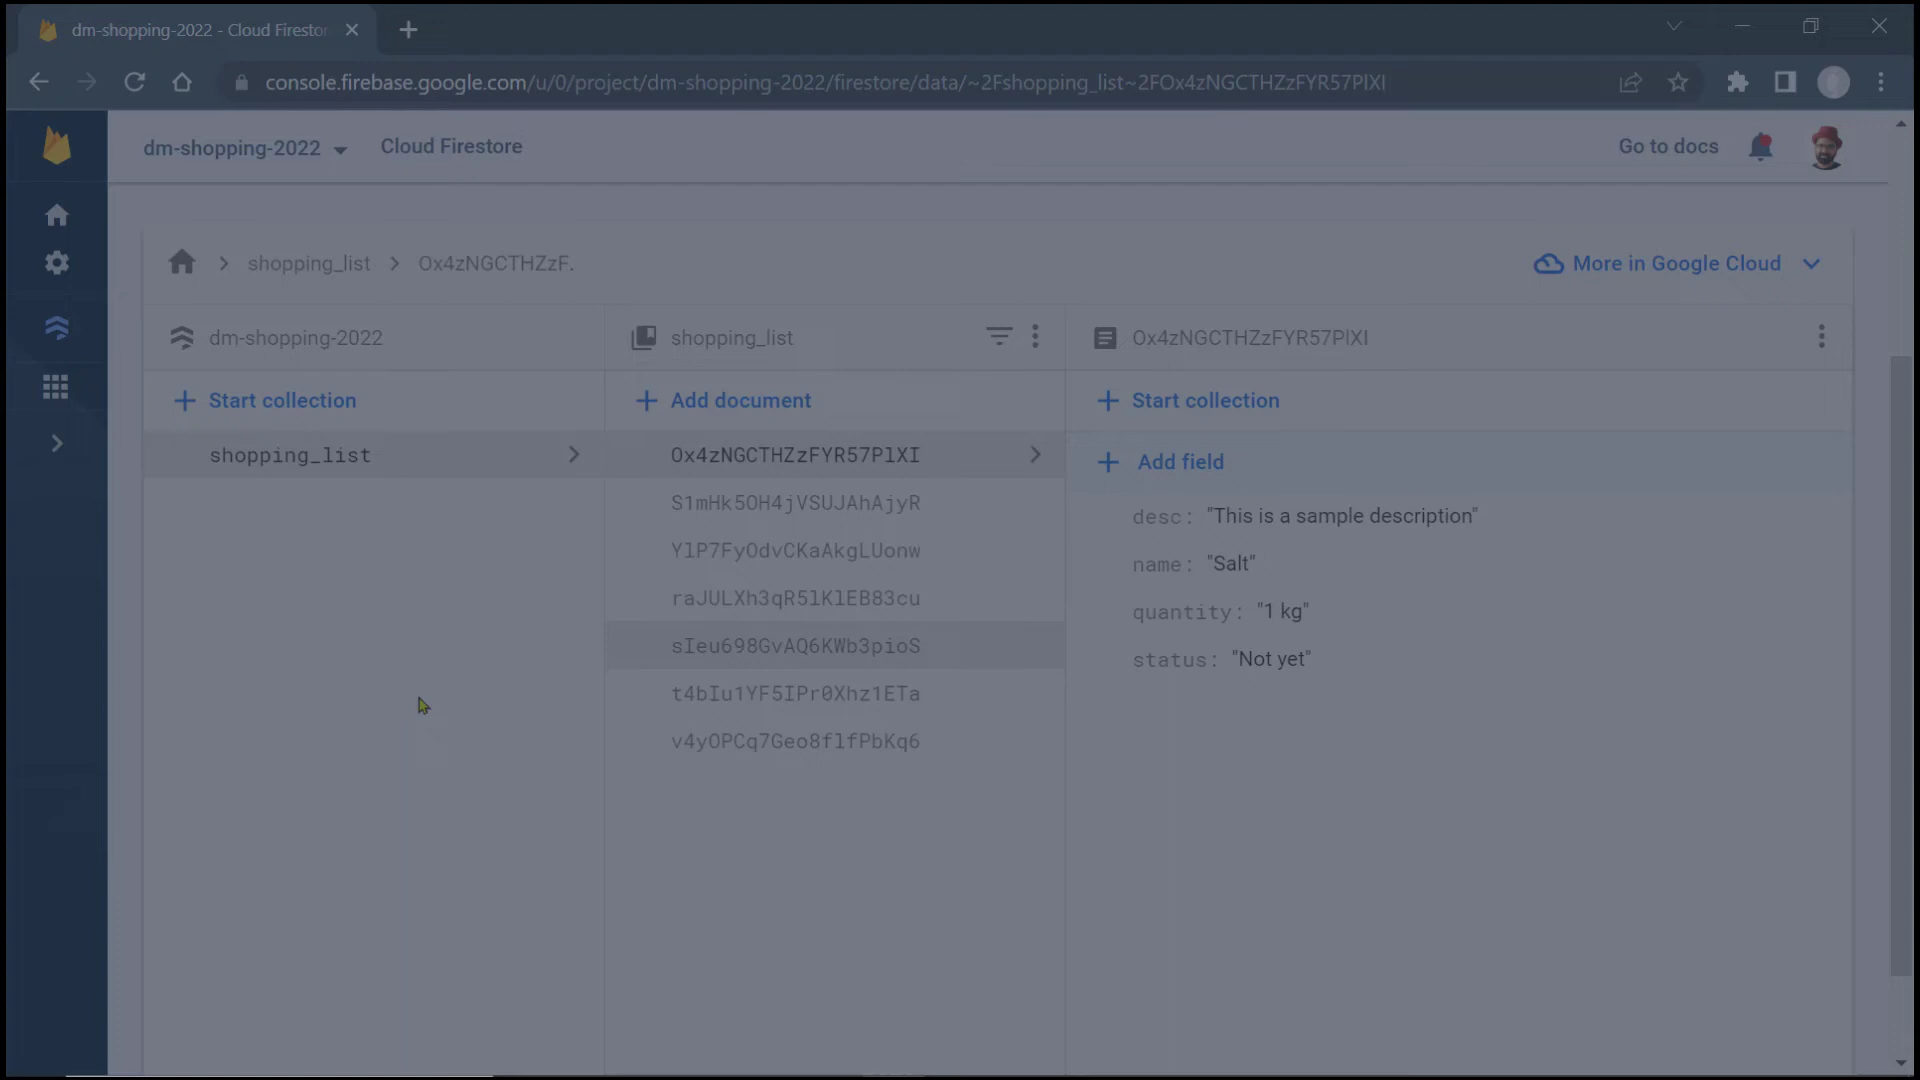 dm-shopping-2022 - Cloud Firestor
console.firebase.google.com/u/0/project/dm-shopping-2022/firestore/data/~2Fshopping_list~2FOx4zNGCTHZzFYR57PlXI
dm-shopping-2022 Cloud Firestore Go to docs
shopping_list Ox4zNGCTHZzF. More in Google Cloud
dm-shopping-2022 shopping_list Ox4zNGCTHZzFYR57PlXI
Start collection Add document Start collection
shopping_list Ox4zNGCTHZzFYR57PlXI Add field
S1mHk5OH4jVSUJAhAjyR
desc: "This is a sample description"
YlP7FyOdvCKaAkgLUonw
name: "Salt"
raJULXh3qR5lKlEB83cu
quantity: "1 kg"
sIeu698GvAQ6KWb3pioS
status: "Not yet"
t4bIu1YF5IPr0Xhz1ETa
v4yOPCq7Geo8flfPbKq6